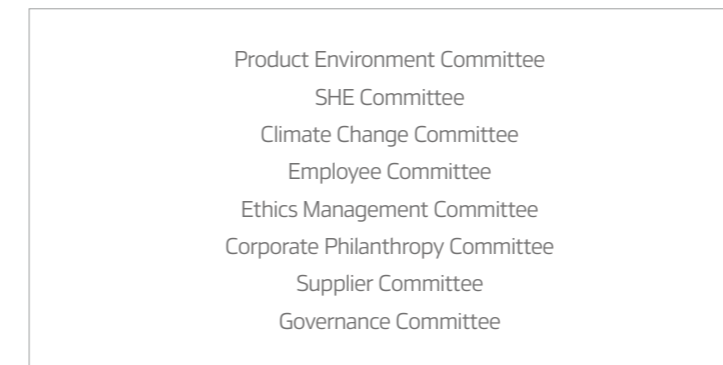 Product Environment Committee
SHE Committee
Climate Change Committee
Employee Committee
Ethics Management Committee
Corporate Philanthropy Committee
Supplier Committee
Governance Committee